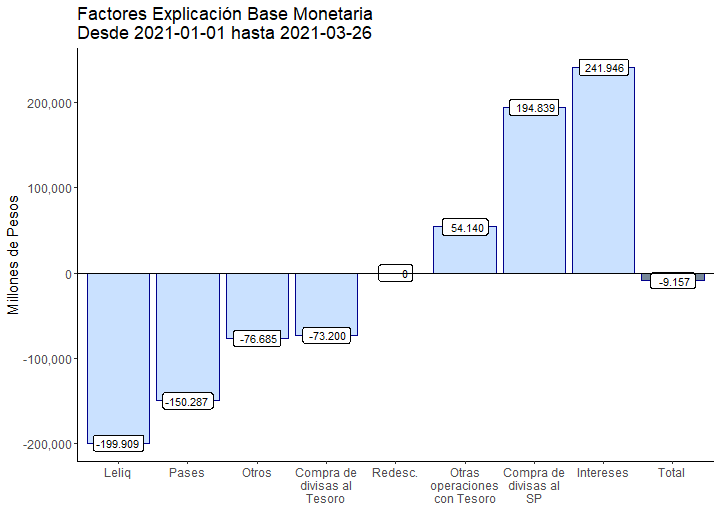 Factores Explicación Base Monetaria
Desde 2021-01-01 hasta 2021-03-26
Millones de Pesos
200,000
100,000
0
-100,000
-200,000
-199.909
-150.287
-76.685
-73.200
0
54.140
194.839
241.946
-9.157
Leliq
Pases
Otros
Compra de
divisas al
Tesoro
Redesc.
Otras
operaciones
con Tesoro
Compra de
divisas al
SP
Intereses
Total